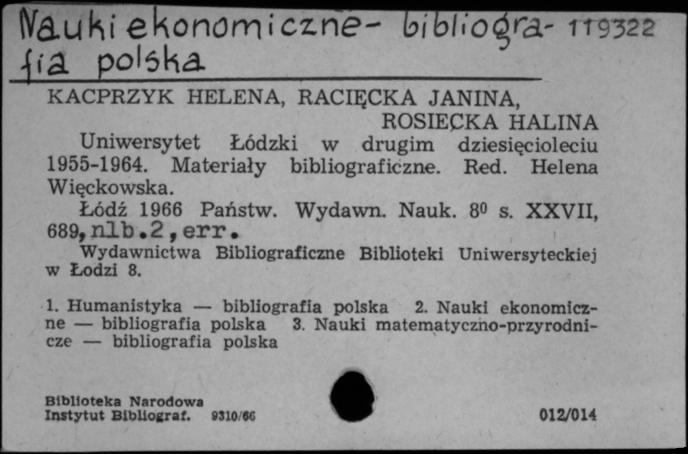 Nauki ekonomiczne- bibliogra- 119322
fia polska
KACPRZYK HELENA, RACIĘCKA JANINA,
ROSIECKA HALINA
Uniwersytet Łódzki w drugim dziesięcioleciu
1955-1964. Materiały bibliograficzne. Red. Helena
Więckowska.
Łódź 1966 Państw. Wydawn. Nauk. 8⁰ s. XXVII,
689, nlb.2, err.
Wydawnictwa Bibliograficzne Biblioteki Uniwersyteckiej
w Łodzi 8.
1. Humanistyka — bibliografia polska 2. Nauki ekonomicz-
ne — bibliografia polska 3. Nauki matematyczno-przyrodni-
cze — bibliografia polska
Biblioteka Narodowa
Instytut Bibliograf. 9310/66 012/014